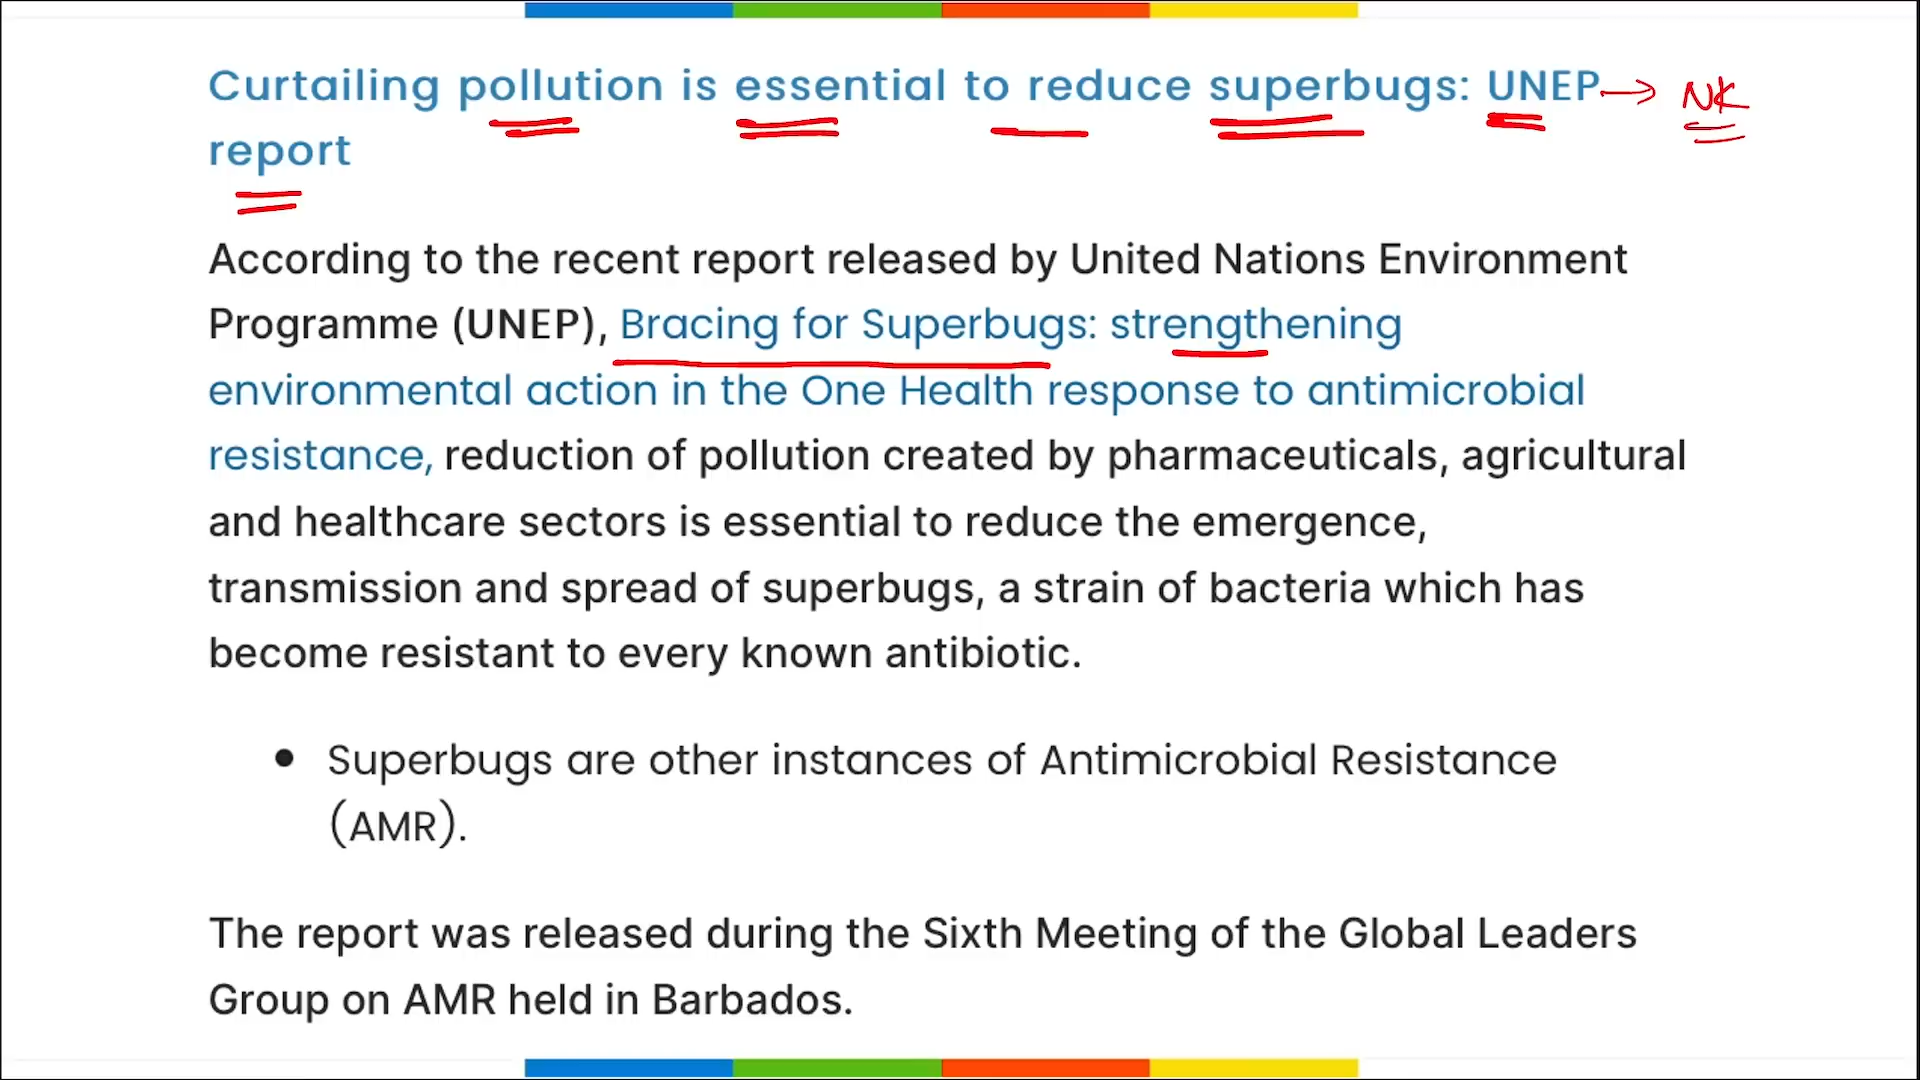 Curtailing pollution is essential to reduce superbugs: UNEP → NK
report
According to the recent report released by United Nations Environment
Programme (UNEP), Bracing for Superbugs: strengthening
environmental action in the One Health response to antimicrobial
resistance, reduction of pollution created by pharmaceuticals, agricultural
and healthcare sectors is essential to reduce the emergence,
transmission and spread of superbugs, a strain of bacteria which has
become resistant to every known antibiotic.
• Superbugs are other instances of Antimicrobial Resistance
(AMR).
The report was released during the Sixth Meeting of the Global Leaders
Group on AMR held in Barbados.